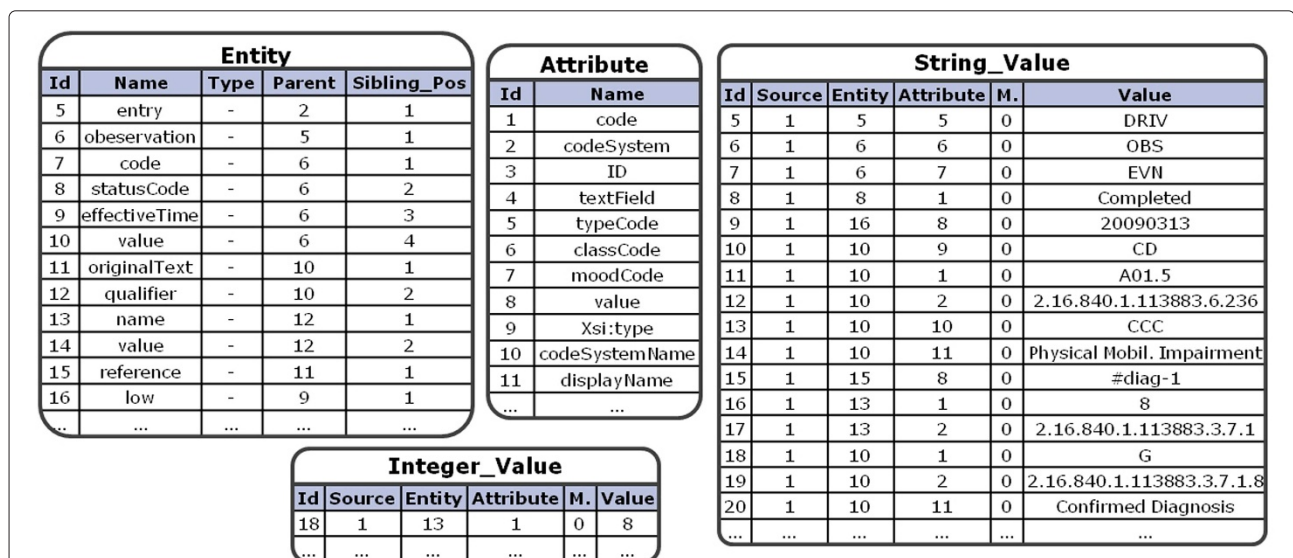 Entity
Id Name Type Parent Sibling_Pos
5 entry - 2 1
6 obeservation - 5 1
7 code - 6 1
8 statusCode - 6 2
9 effectiveTime - 6 3
10 value - 6 4
11 originalText - 10 1
12 qualifier - 10 2
13 name - 12 1
14 value - 12 2
15 reference - 11 1
16 low - 9 1
... ... ... ... ...
Attribute
Id Name
1 code
2 codeSystem
3 ID
4 textField
5 typeCode
6 classCode
7 moodCode
8 value
9 Xsi:type
10 codeSystemName
11 displayName
... ...
String_Value
Id Source Entity Attribute M. Value
5 1 5 5 0 DRIV
6 1 6 6 0 OBS
7 1 6 7 0 EVN
8 1 8 1 0 Completed
9 1 16 8 0 20090313
10 1 10 9 0 CD
11 1 10 1 0 A01.5
12 1 10 2 0 2.16.840.1.113883.6.236
13 1 10 10 0 CCC
14 1 10 11 0 Physical Mobil. Impairment
15 1 15 8 0 #diag-1
16 1 13 1 0 8
17 1 13 2 0 2.16.840.1.113883.3.7.1
18 1 10 1 0 G
19 1 10 2 0 2.16.840.1.113883.3.7.1.8
20 1 10 11 0 Confirmed Diagnosis
... ... ... ... ... ...
Integer_Value
Id Source Entity Attribute M. Value
18 1 13 1 0 8
... ... ... ... ... ...